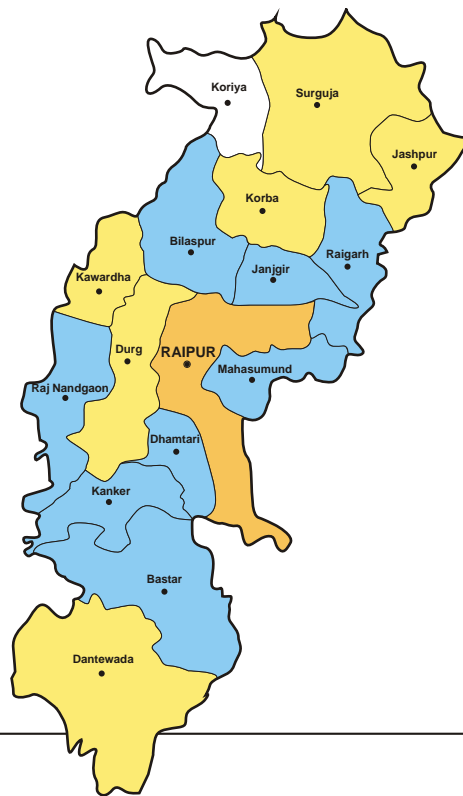 Koriya
Surguja
Jashpur
Korba
Bilaspur
Raigarh
Janjgir
Kawardha
Durg
RAIPUR
Mahasumund
Raj Nandgaon
Dhamtari
Kanker
Bastar
Dantewada